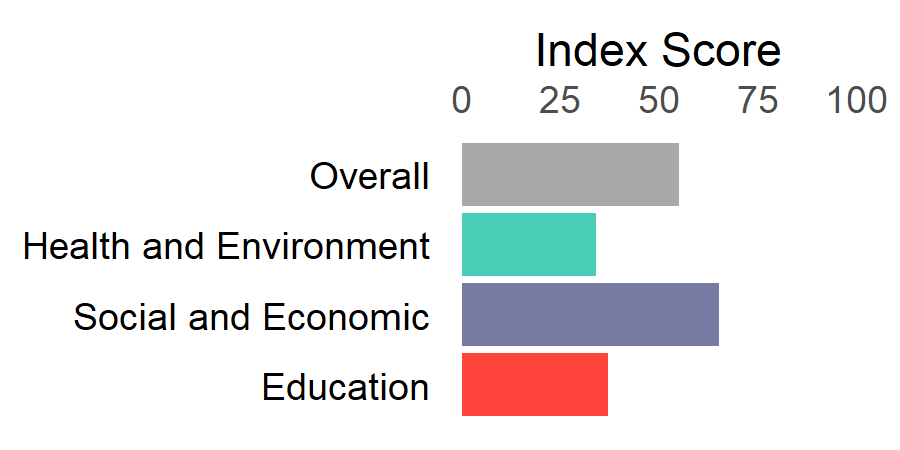 Index Score
0 25 50 75 100
Overall
Health and Environment
Social and Economic
Education